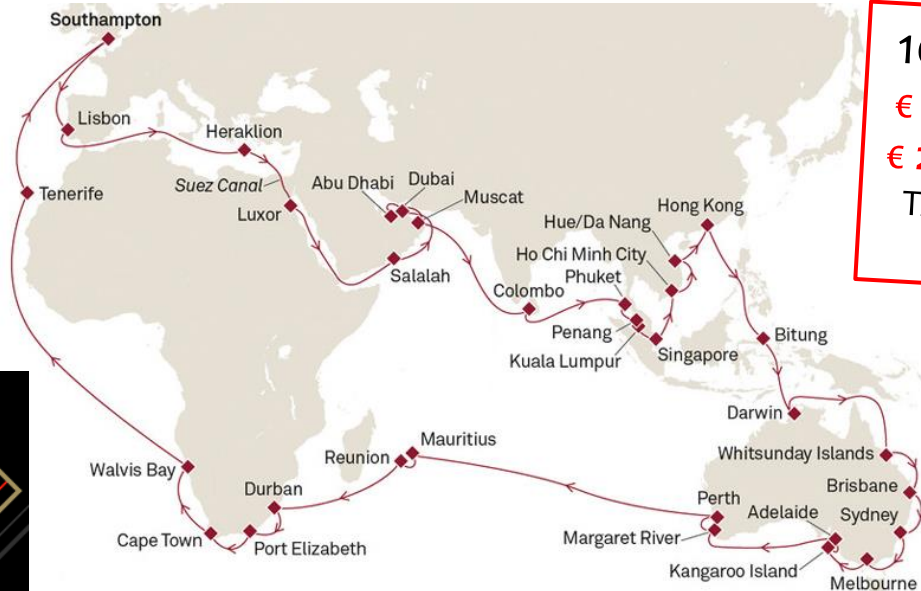 Southampton
Lisbon
Heraklion
Suez Canal
Tenerife
Luxor
Abu Dhabi
Dubai
Muscat
Salalah
Hong Kong
Hue/Da Nang
Ho Chi Minh City
Phuket
Colombo
Penang
Kuala Lumpur
Singapore
Bitung
Darwin
Whitsunday Islands
Brisbane
Sydney
Adelaide
Perth
Margaret River
Kangaroo Island
Melbourne
Mauritius
Reunion
Walvis Bay
Durban
Cape Town
Port Elizabeth
€
€